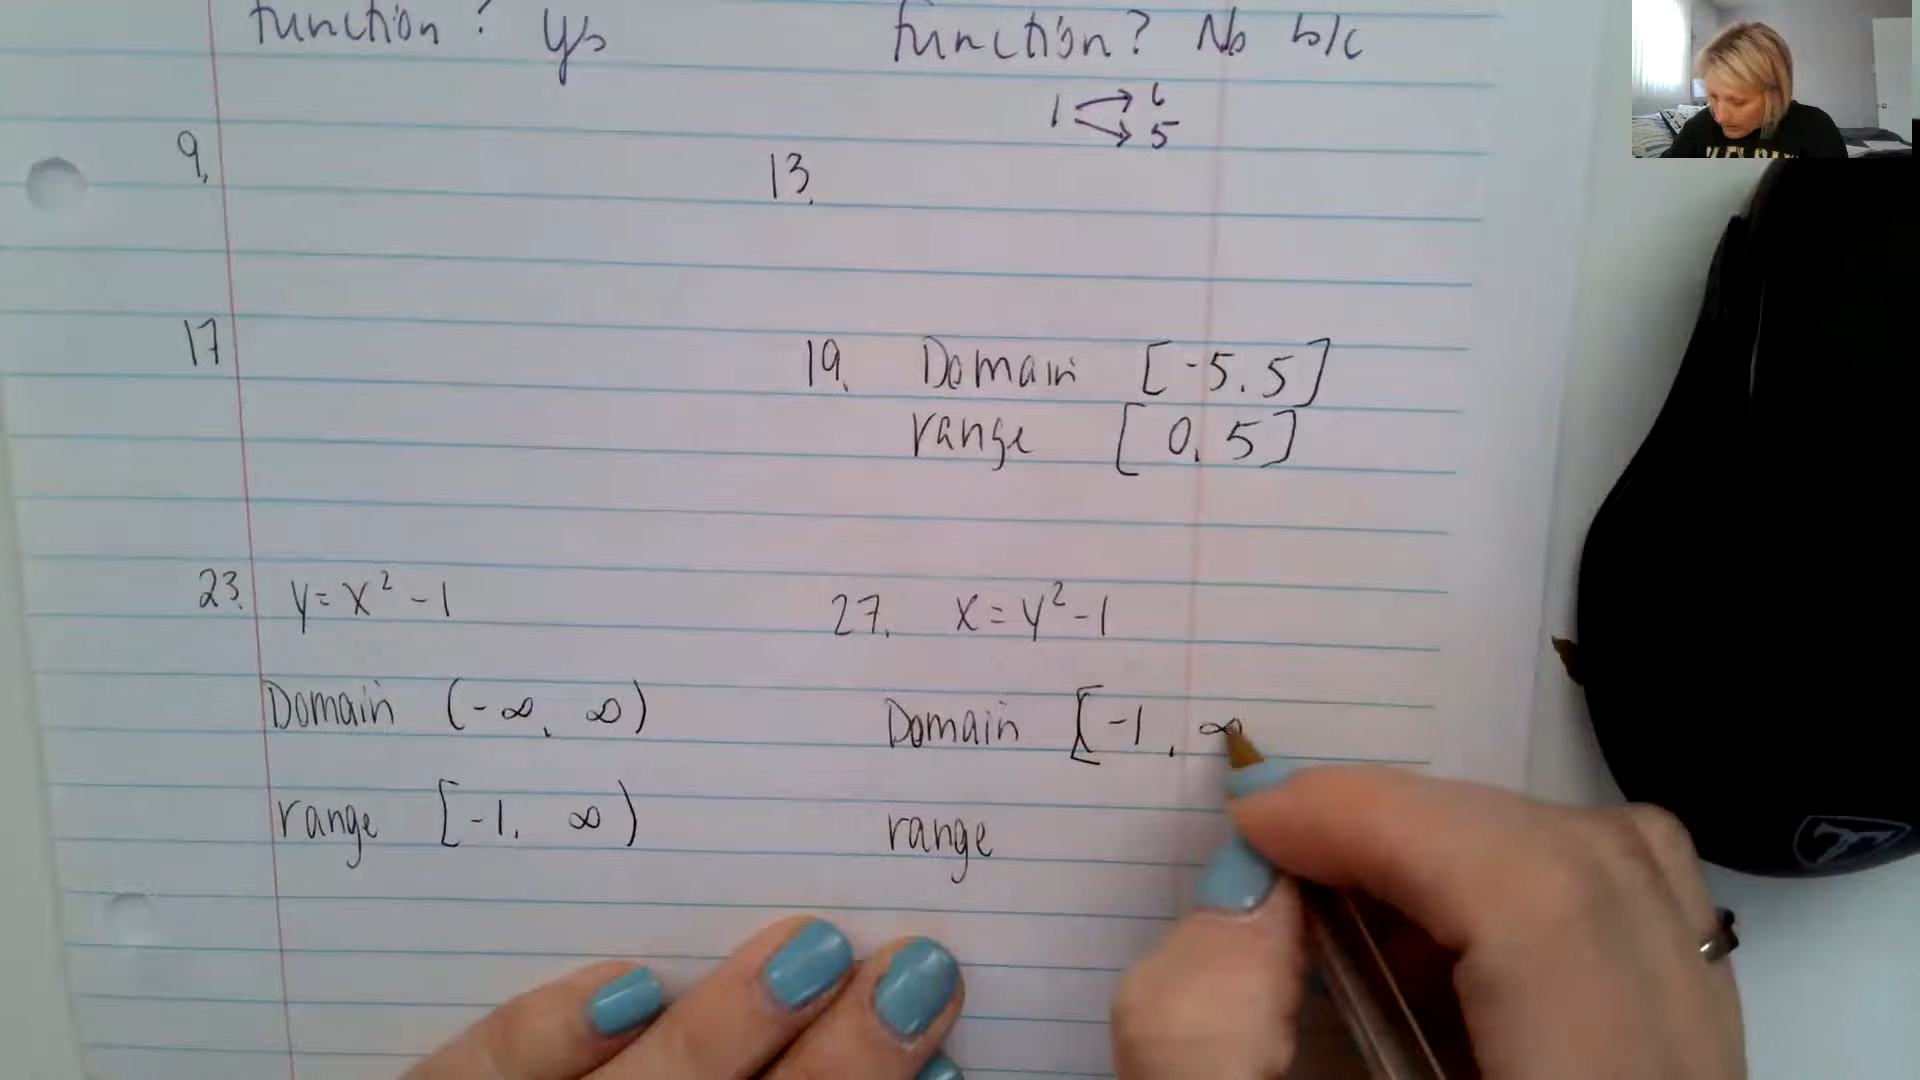 function? yes
function? No b/c
1 → 6
→ 5
9.
13.
17
19. Domain [-5, 5]
range [0, 5]
23. y = x² - 1
Domain (-∞, ∞)
range [-1, ∞)
27. x = y² - 1
Domain [-1, ∞
range